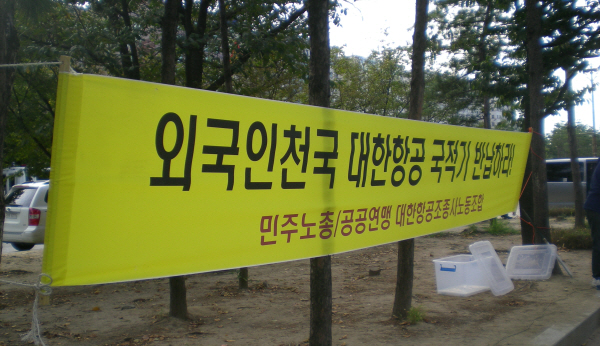 외국인천국 대한항공 국적기 반납하라!
민주노총/공공연맹 대한항공조종사노동조합